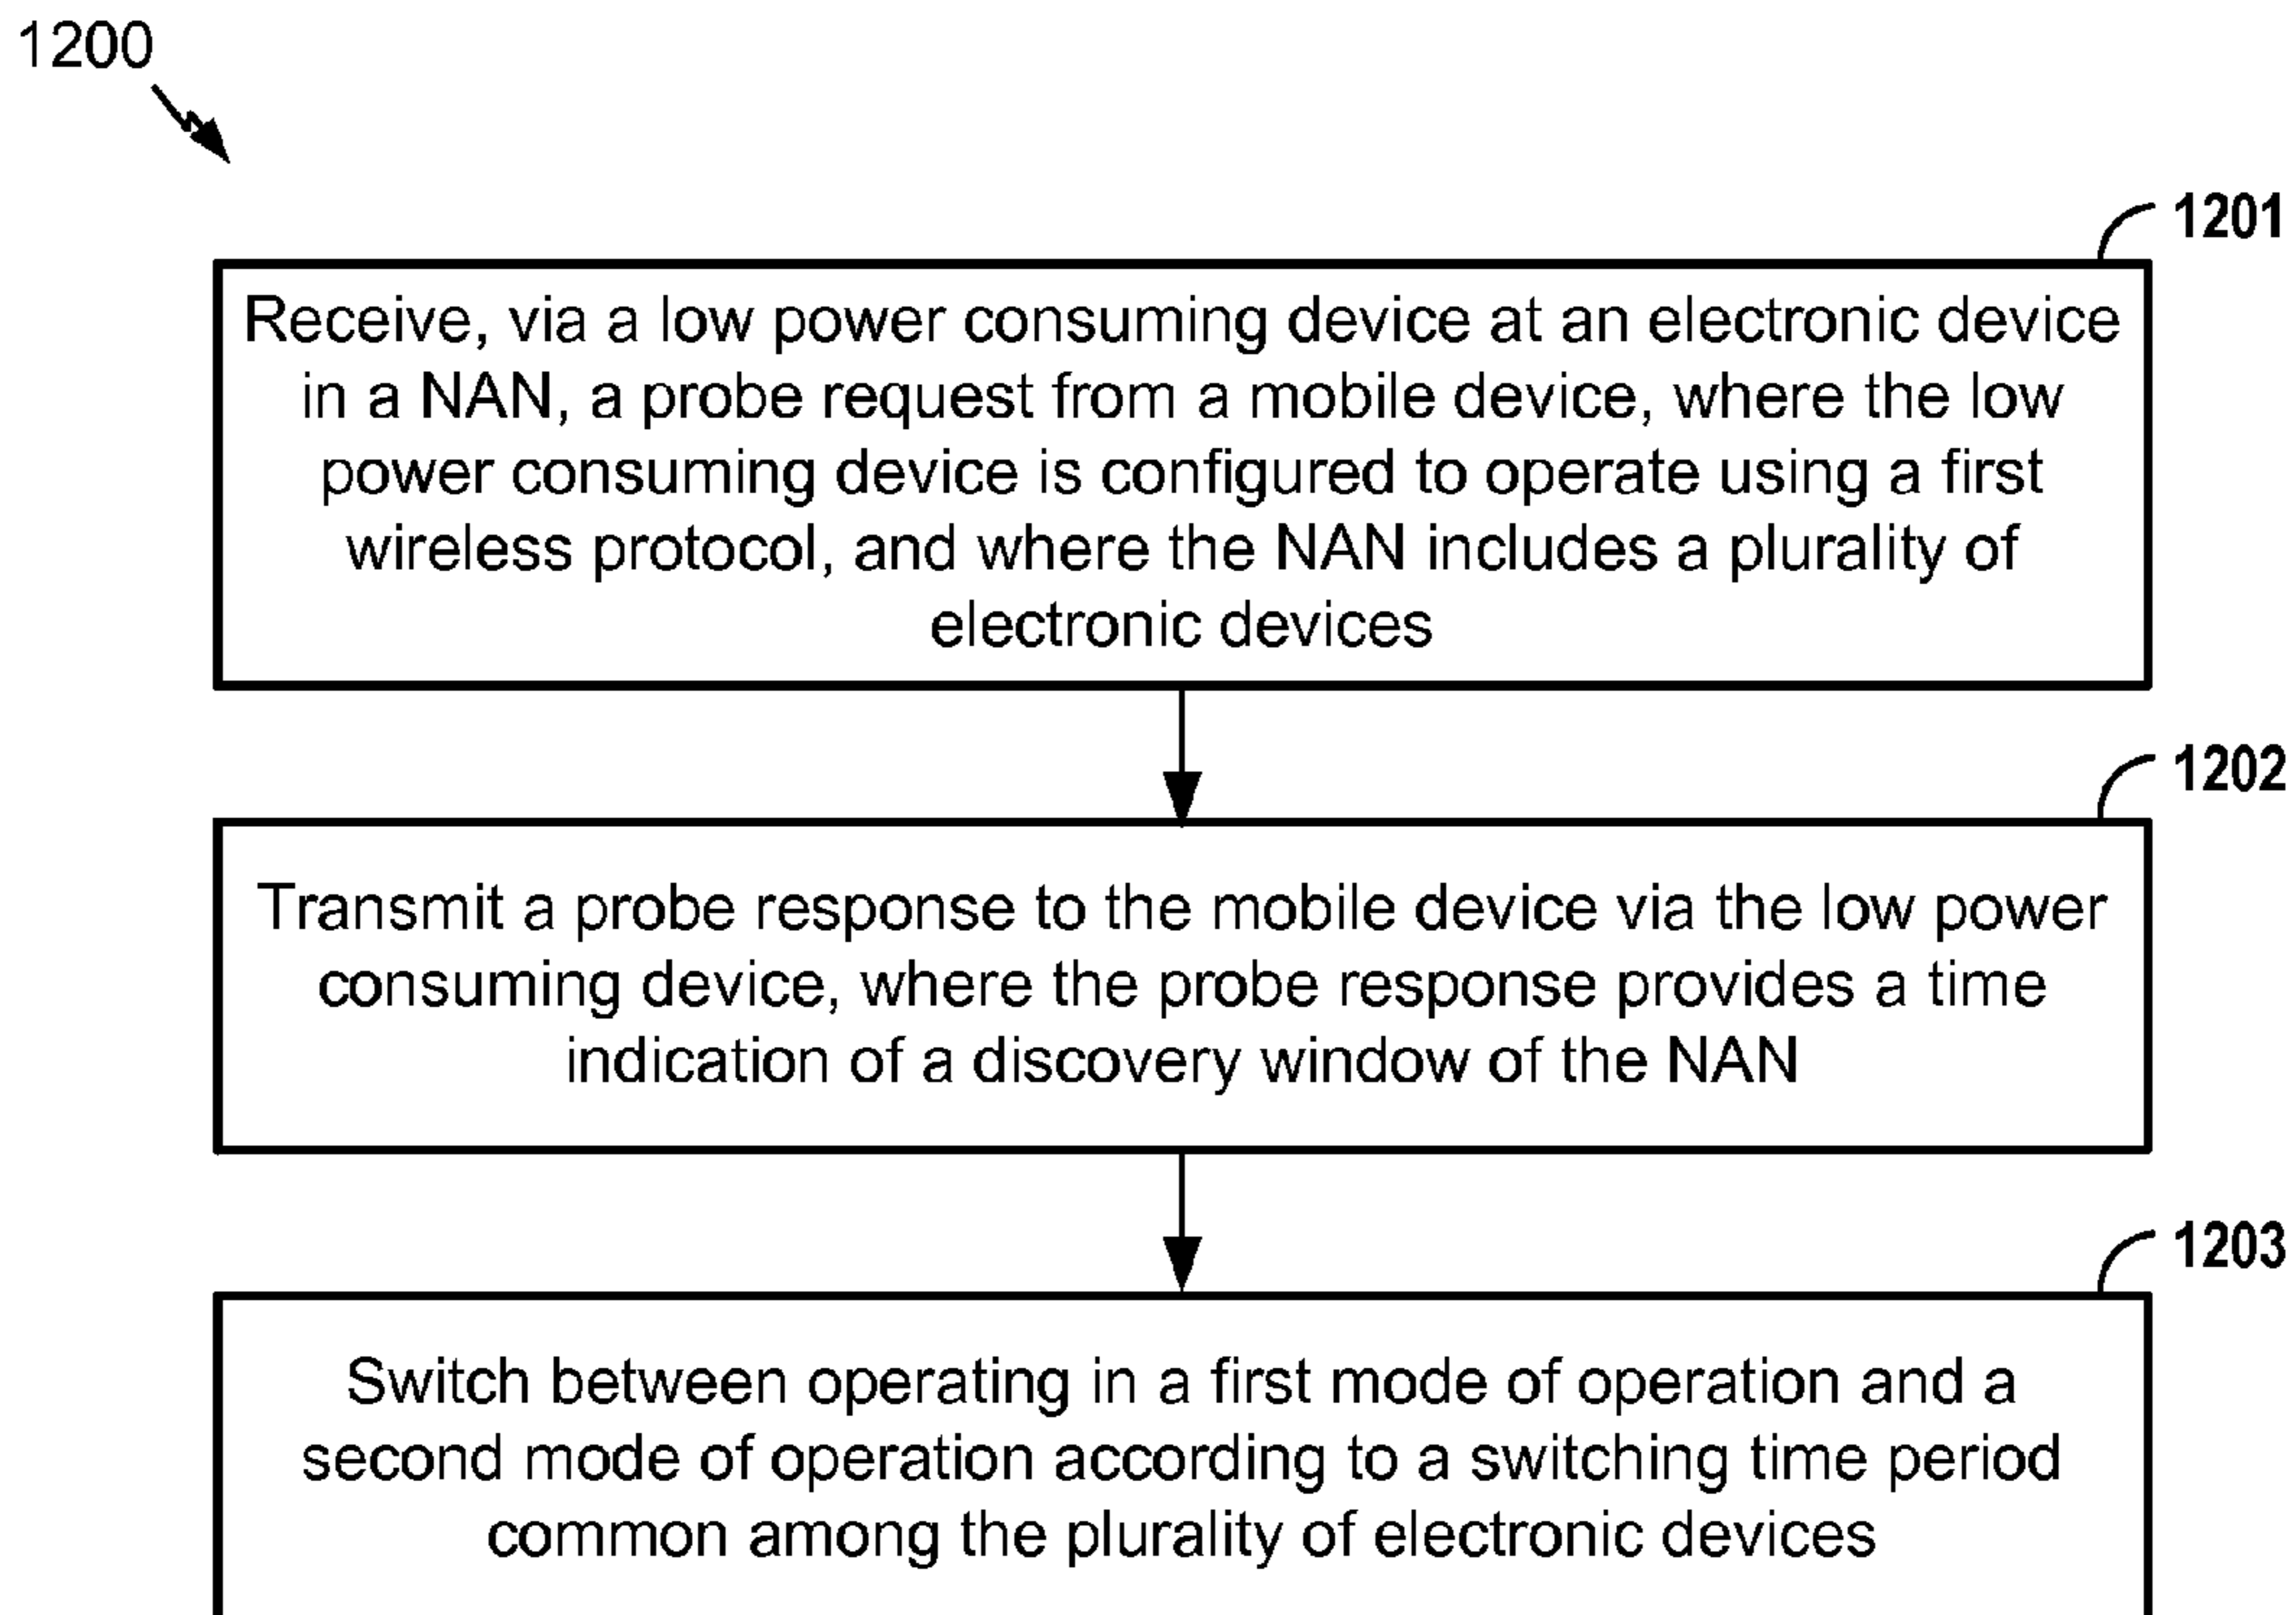 1200
1201
Receive, via a low power consuming device at an electronic device
in a NAN, a probe request from a mobile device, where the low
power consuming device is configured to operate using a first
wireless protocol, and where the NAN includes a plurality of
electronic devices
1202
Transmit a probe response to the mobile device via the low power
consuming device, where the probe response provides a time
indication of a discovery window of the NAN
1203
Switch between operating in a first mode of operation and a
second mode of operation according to a switching time period
common among the plurality of electronic devices